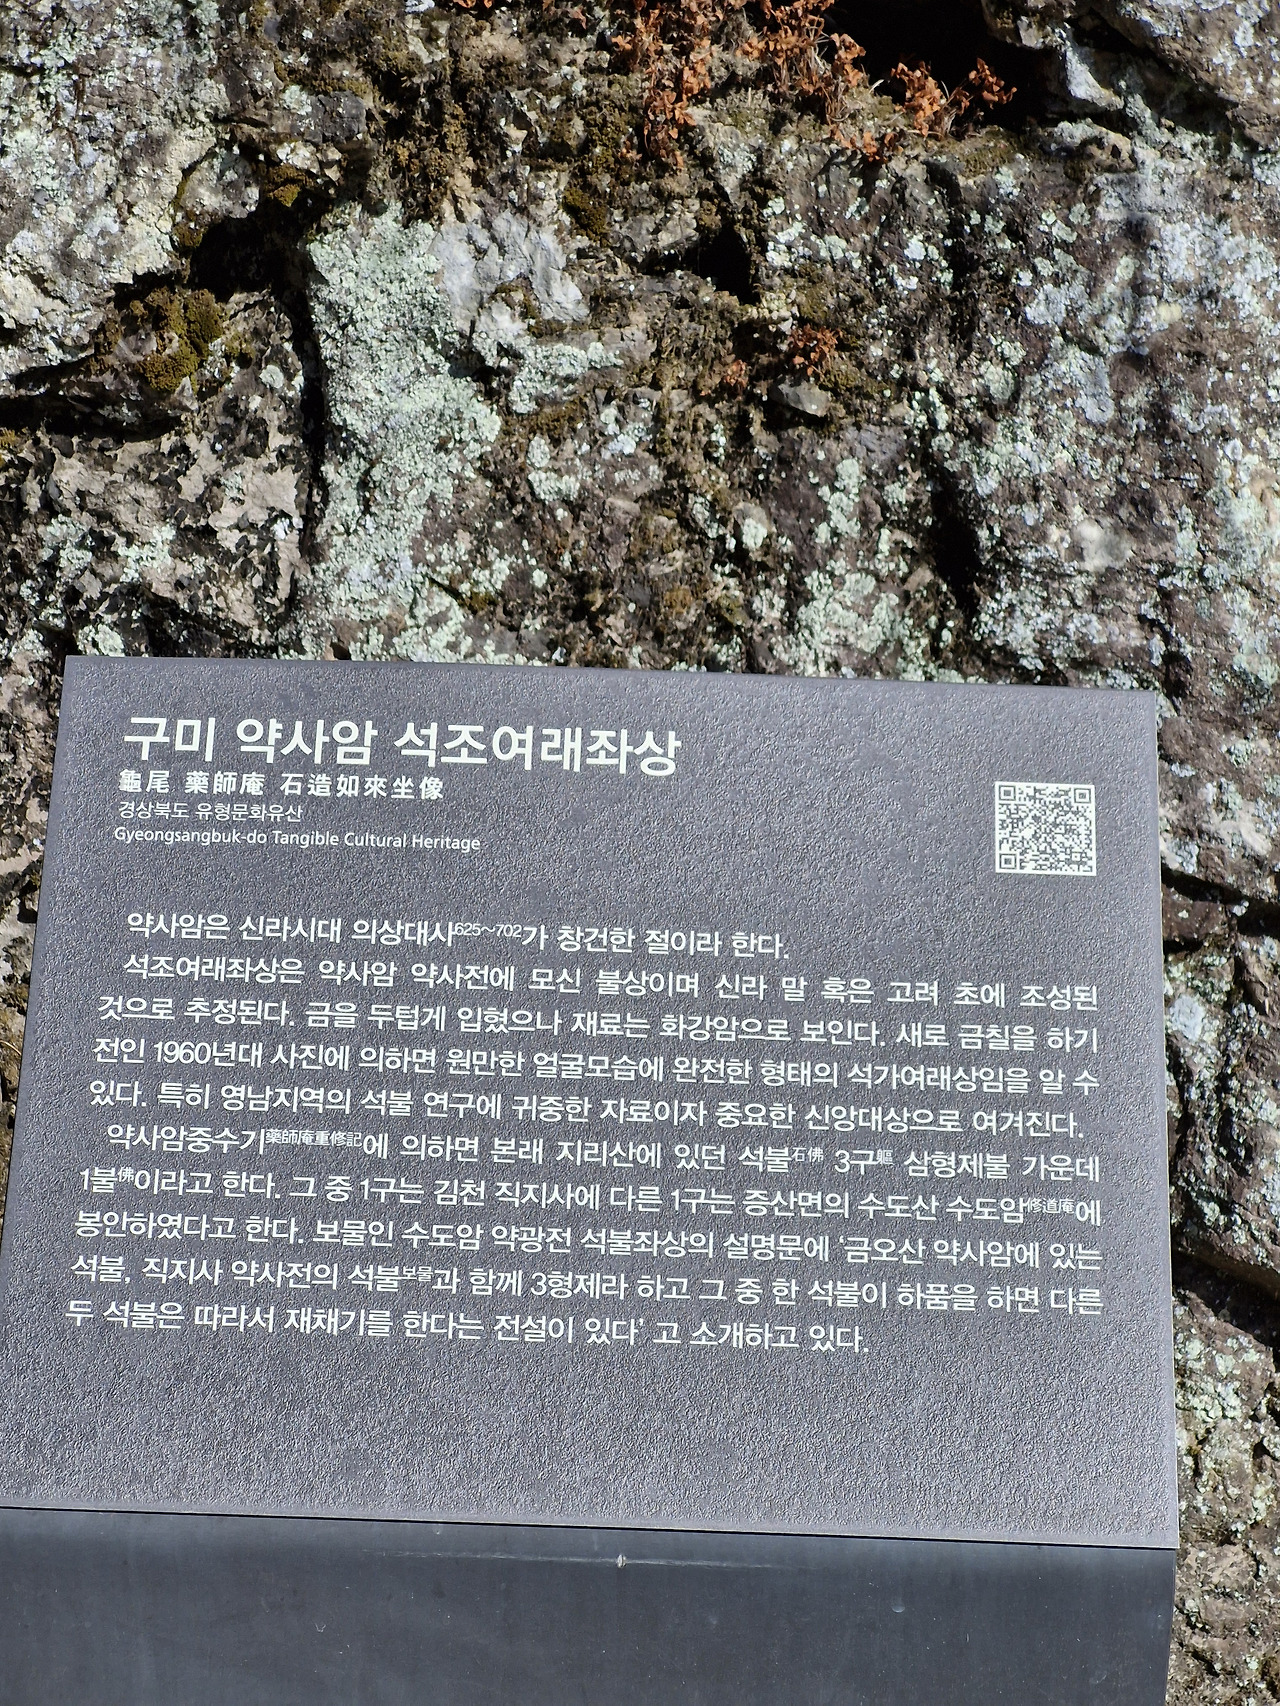 구미 약사암 석조여래좌상
龜尾 藥師庵 石造如來坐像
경상북도 유형문화유산
Gyeongsangbuk-do Tangible Cultural Heritage
약사암은 신라시대 의상대사625~702가 창건한 절이라 한다.
석조여래좌상은 약사암 약사전에 모신 불상이며 신라 말 혹은 고려 초에 조성된
것으로 추정된다. 금을 두텁게 입혔으나 재료는 화강암으로 보인다. 새로 금칠을 하기
전인 1960년대 사진에 의하면 원만한 얼굴모습에 완전한 형태의 석가여래상임을 알 수
있다. 특히 영남지역의 석불 연구에 귀중한 자료이자 중요한 신앙대상으로 여겨진다.
약사암중수기藥師庵重修記에 의하면 본래 지리산에 있던 석불石佛 3구軀 삼형제불 가운데
1불佛이라고 한다. 그 중 1구는 김천 직지사에 다른 1구는 증산면의 수도산 수도암修道庵에
봉안하였다고 한다. 보물인 수도암 약광전 석불좌상의 설명문에 ‘금오산 약사암에 있는
석불, 직지사 약사전의 석불보물과 함께 3형제라 하고 그 중 한 석불이 하품을 하면 다른
두 석불은 따라서 재채기를 한다는 전설이 있다’ 고 소개하고 있다.